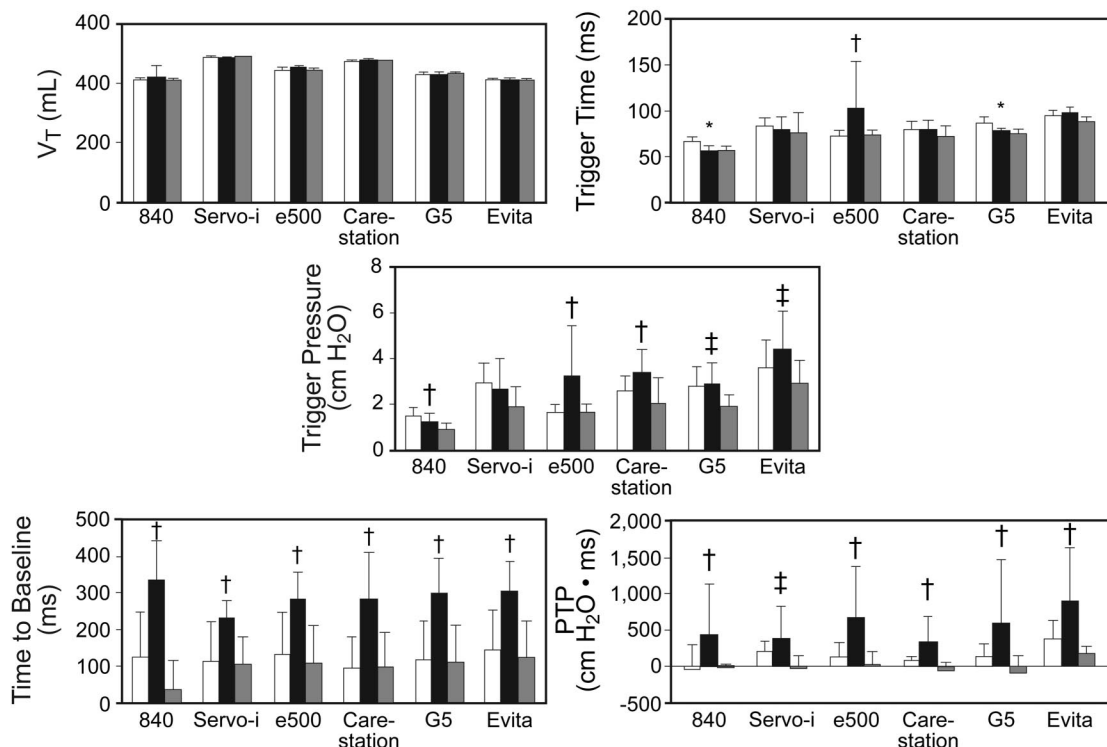 V_T (mL)
400
400
200
0
840 Servo-i e500 Care-station G5 Evita
Trigger Time (ms)
200
150
100
50
0
* † *
840 Servo-i e500 Care-station G5 Evita
Trigger Pressure
(cm H₂O)
8
6
4
2
0
† † † ‡ ‡
840 Servo-i e500 Care-station G5 Evita
Time to Baseline
(ms)
500
400
300
200
100
0
† † † † † †
840 Servo-i e500 Care-station G5 Evita
PTP
(cm H₂O • ms)
2,000
1,500
1,000
500
0
-500
† ‡ † † † †
840 Servo-i e500 Care-station G5 Evita